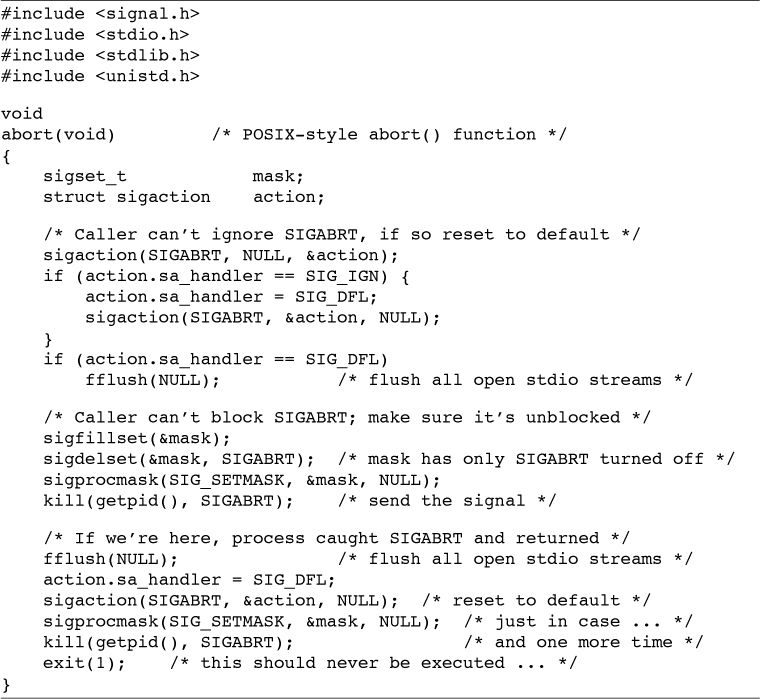 #include <signal.h>
#include <stdio.h>
#include <stdlib.h>
#include <unistd.h>
void
abort(void)         /* POSIX-style abort() function */
{
    sigset_t            mask;
    struct sigaction    action;
    /* Caller can’t ignore SIGABRT, if so reset to default */
    sigaction(SIGABRT, NULL, &action);
    if (action.sa_handler == SIG_IGN) {
        action.sa_handler = SIG_DFL;
        sigaction(SIGABRT, &action, NULL);
    }
    if (action.sa_handler == SIG_DFL)
        fflush(NULL);           /* flush all open stdio streams */
    /* Caller can’t block SIGABRT; make sure it’s unblocked */
    sigfillset(&mask);
    sigdelset(&mask, SIGABRT);  /* mask has only SIGABRT turned off */
    sigprocmask(SIG_SETMASK, &mask, NULL);
    kill(getpid(), SIGABRT);    /* send the signal */
    /* If we’re here, process caught SIGABRT and returned */
    fflush(NULL);               /* flush all open stdio streams */
    action.sa_handler = SIG_DFL;
    sigaction(SIGABRT, &action, NULL);  /* reset to default */
    sigprocmask(SIG_SETMASK, &mask, NULL);  /* just in case ... */
    kill(getpid(), SIGABRT);                /* and one more time */
    exit(1);    /* this should never be executed ... */
}